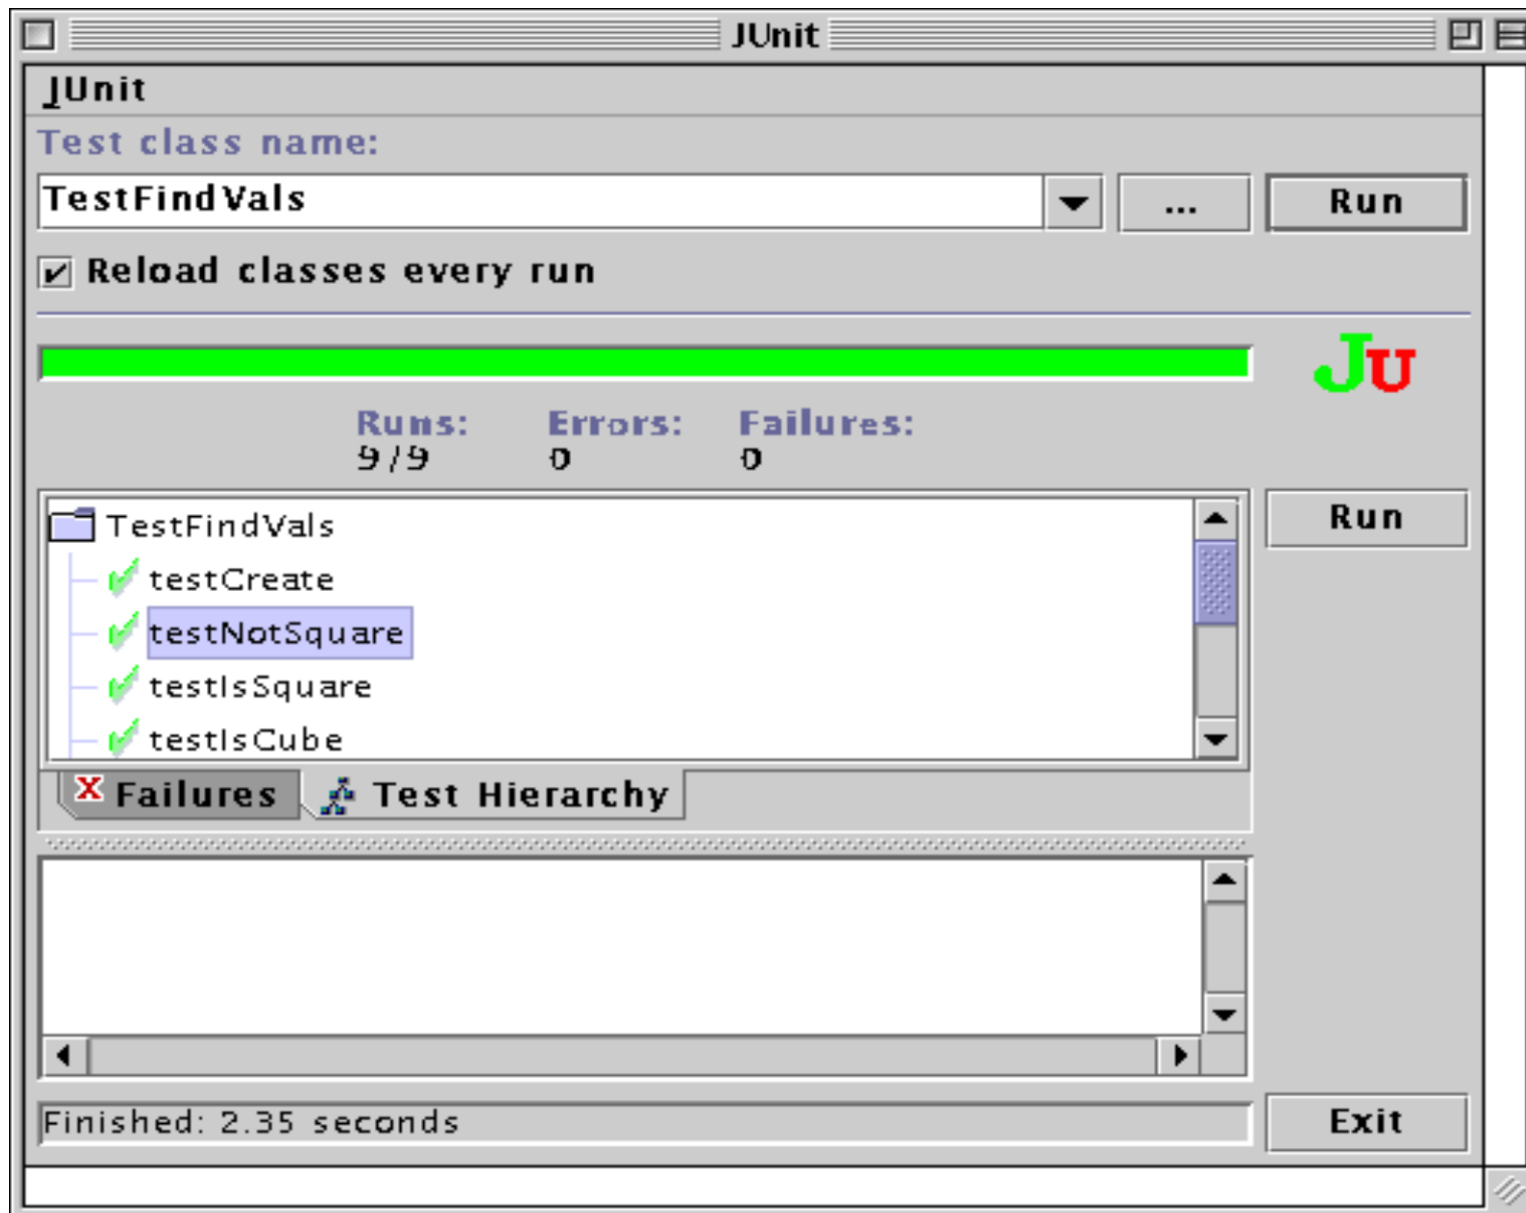 JUnit
JUnit
Test class name:
TestFindVals ... Run
Reload classes every run
JU
Runs: Errors: Failures:
9/9 0 0
TestFindVals Run
testCreate
testNotSquare
testIsSquare
testIsCube
X Failures Test Hierarchy
Finished: 2.35 seconds Exit